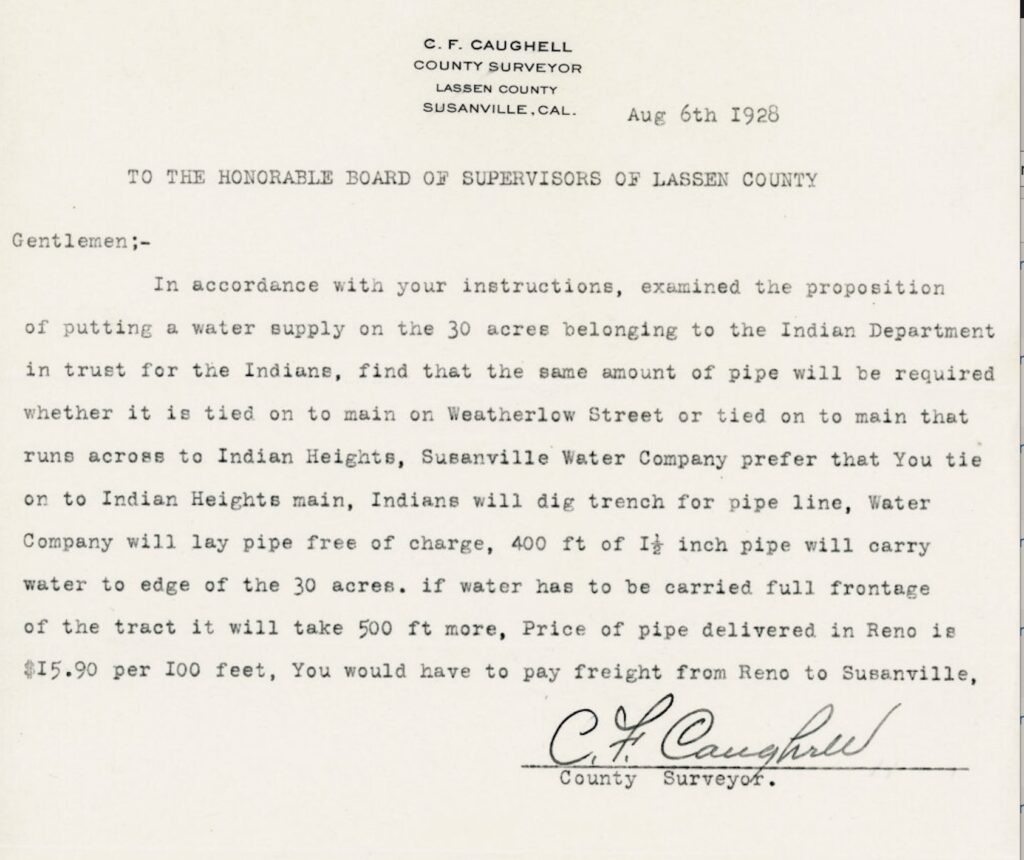 C. F. CAUGHELL
COUNTY SURVEYOR
LASSEN COUNTY
SUSANVILLE, CAL.
Aug 6th I928
TO THE HONORABLE BOARD OF SUPERVISORS OF LASSEN COUNTY
Gentlemen;-
In accordance with your instructions, examined the proposition
of putting a water supply on the 30 acres belonging to the Indian Department
in trust for the Indians, find that the same amount of pipe will be required
whether it is tied on to main on Weatherlow Street or tied on to main that
runs across to Indian Heights, Susanville Water Company prefer that You tie
on to Indian Heights main, Indians will dig trench for pipe line, Water
Company will lay pipe free of charge, 400 ft of I½ inch pipe will carry
water to edge of the 30 acres. if water has to be carried full frontage
of the tract it will take 500 ft more, Price of pipe delivered in Reno is
$I5.90 per I00 feet, You would have to pay freight from Reno to Susanville,
C. F. Caughell
County Surveyor.